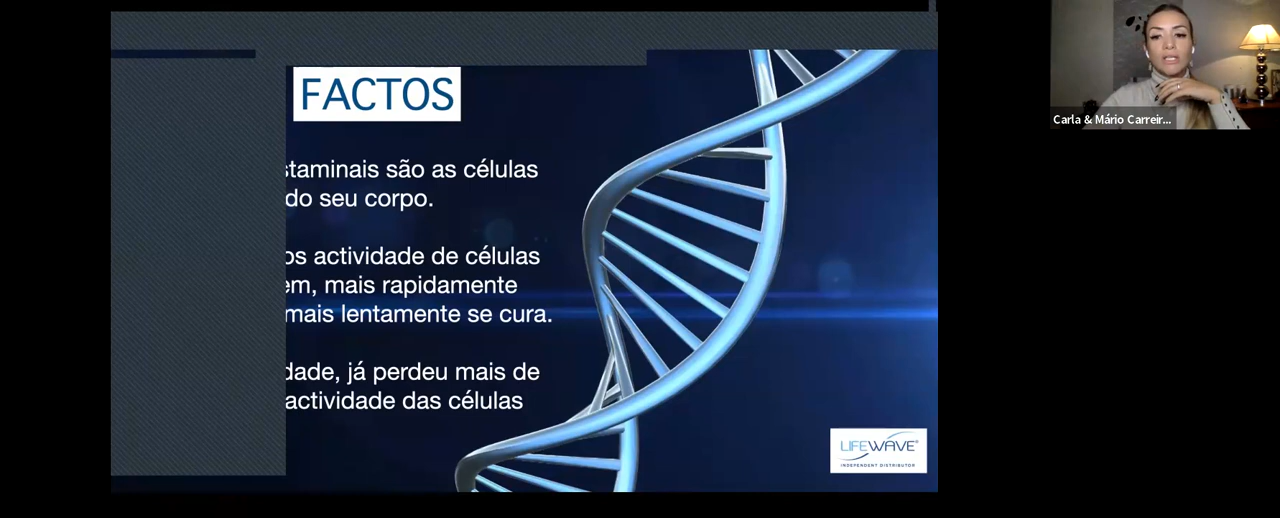 FACTOS
staminais são as células
do seu corpo.
os actividade de células
em, mais rapidamente
mais lentamente se cura.
dade, já perdeu mais de
actividade das células
LIFEWAVE®
INDEPENDENT DISTRIBUTOR
Carla & Mário Carreir...